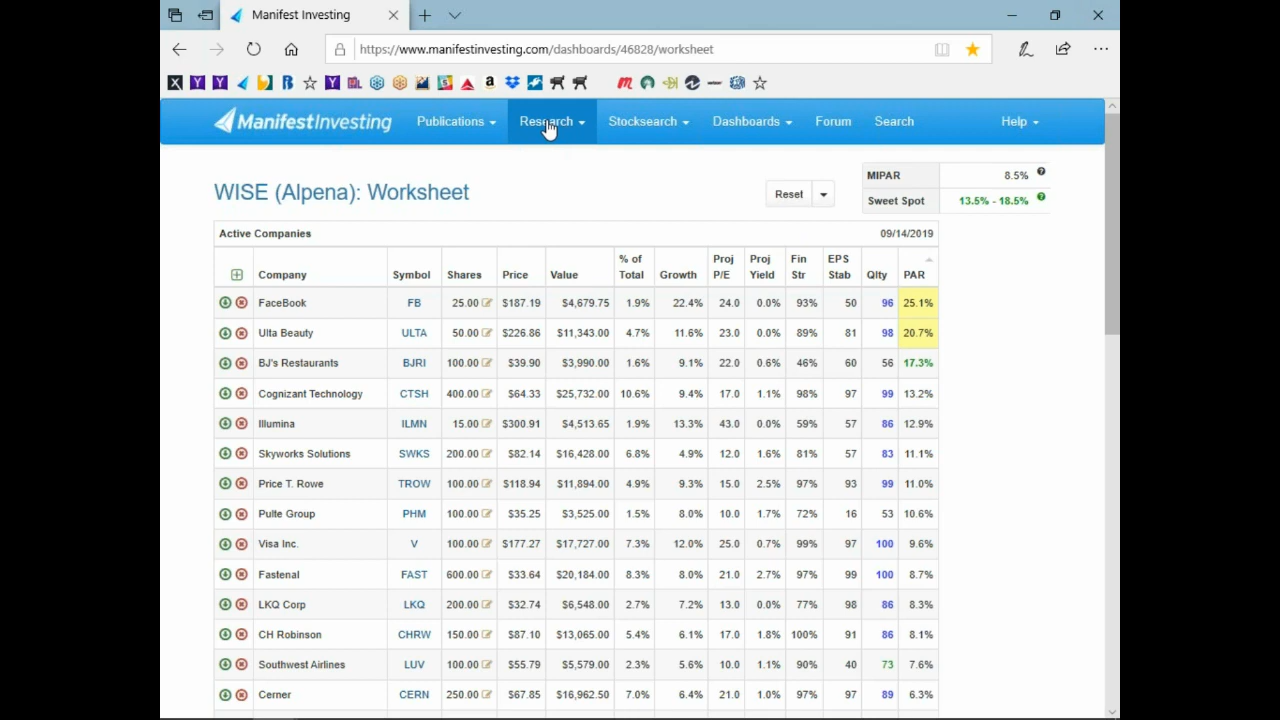 Manifest Investing
https://www.manifestinvesting.com/dashboards/46828/worksheet
ManifestInvesting Publications Research Stocksearch Dashboards Forum Search Help
WISE (Alpena): Worksheet
Reset
MIPAR 8.5%
Sweet Spot 13.5% - 18.5%
Active Companies 09/14/2019
Company Symbol Shares Price Value % of Total Growth Proj P/E Proj Yield Fin Str EPS Stab Qlty PAR
FaceBook FB 25.00 $187.19 $4,679.75 1.9% 22.4% 24.0 0.0% 93% 50 96 25.1%
Ulta Beauty ULTA 50.00 $226.86 $11,343.00 4.7% 11.6% 23.0 0.0% 89% 81 98 20.7%
BJ's Restaurants BJRI 100.00 $39.90 $3,990.00 1.6% 9.1% 22.0 0.6% 46% 60 56 17.3%
Cognizant Technology CTSH 400.00 $64.33 $25,732.00 10.6% 9.4% 17.0 1.1% 98% 97 99 13.2%
Illumina ILMN 15.00 $300.91 $4,513.65 1.9% 13.3% 43.0 0.0% 59% 57 86 12.9%
Skyworks Solutions SWKS 200.00 $82.14 $16,428.00 6.8% 4.9% 12.0 1.6% 81% 57 83 11.1%
Price T. Rowe TROW 100.00 $118.94 $11,894.00 4.9% 9.3% 15.0 2.5% 97% 93 99 11.0%
Pulte Group PHM 100.00 $35.25 $3,525.00 1.5% 8.0% 10.0 1.7% 72% 16 53 10.6%
Visa Inc. V 100.00 $177.27 $17,727.00 7.3% 12.0% 25.0 0.7% 99% 97 100 9.6%
Fastenal FAST 600.00 $33.64 $20,184.00 8.3% 8.0% 21.0 2.7% 97% 99 100 8.7%
LKQ Corp LKQ 200.00 $32.74 $6,548.00 2.7% 7.2% 13.0 0.0% 77% 98 86 8.3%
CH Robinson CHRW 150.00 $87.10 $13,065.00 5.4% 6.1% 17.0 1.8% 100% 91 86 8.1%
Southwest Airlines LUV 100.00 $55.79 $5,579.00 2.3% 5.6% 10.0 1.1% 90% 40 73 7.6%
Cerner CERN 250.00 $67.85 $16,962.50 7.0% 6.4% 21.0 1.0% 97% 97 89 6.3%